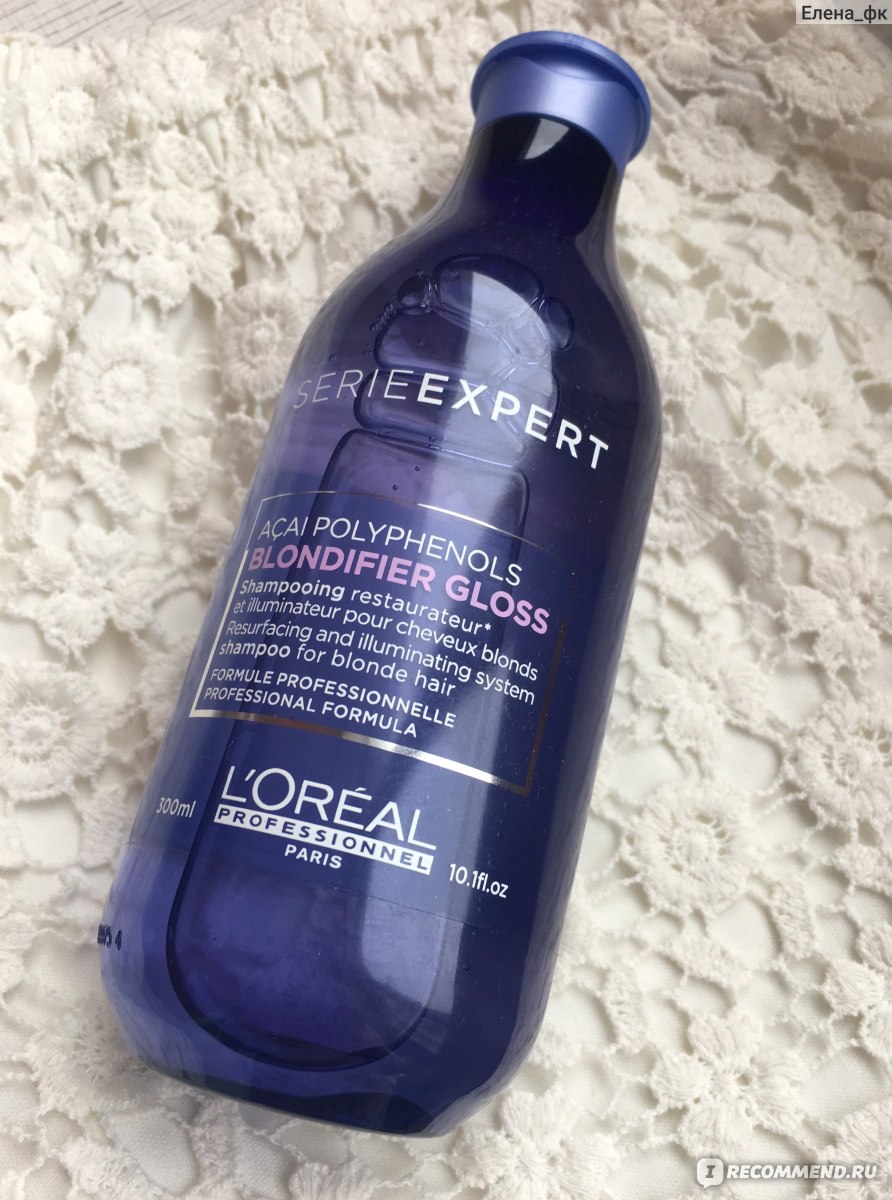 Елена_фк
SERIEEXPERT
AÇAI POLYPHENOLS
BLONDIFIER GLOSS
Shampooing restaurateur*
et illuminateur pour cheveux blonds
Resurfacing and illuminating system
shampoo for blonde hair
FORMULE PROFESSIONNELLE
PROFESSIONAL FORMULA
300ml
L'ORÉAL
PROFESSIONNEL
PARIS
10.1fl.oz
4
I RECOMMEND.RU